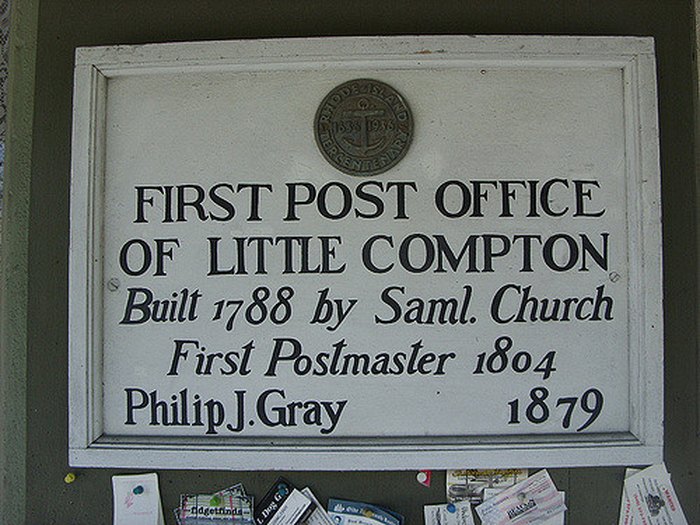 RHODE ISLAND
1636 1936
TERCENTENARY
FIRST POST OFFICE
OF LITTLE COMPTON
Built 1788 by Saml. Church
First Postmaster 1804
Philip J. Gray 1879
fidgetfinds